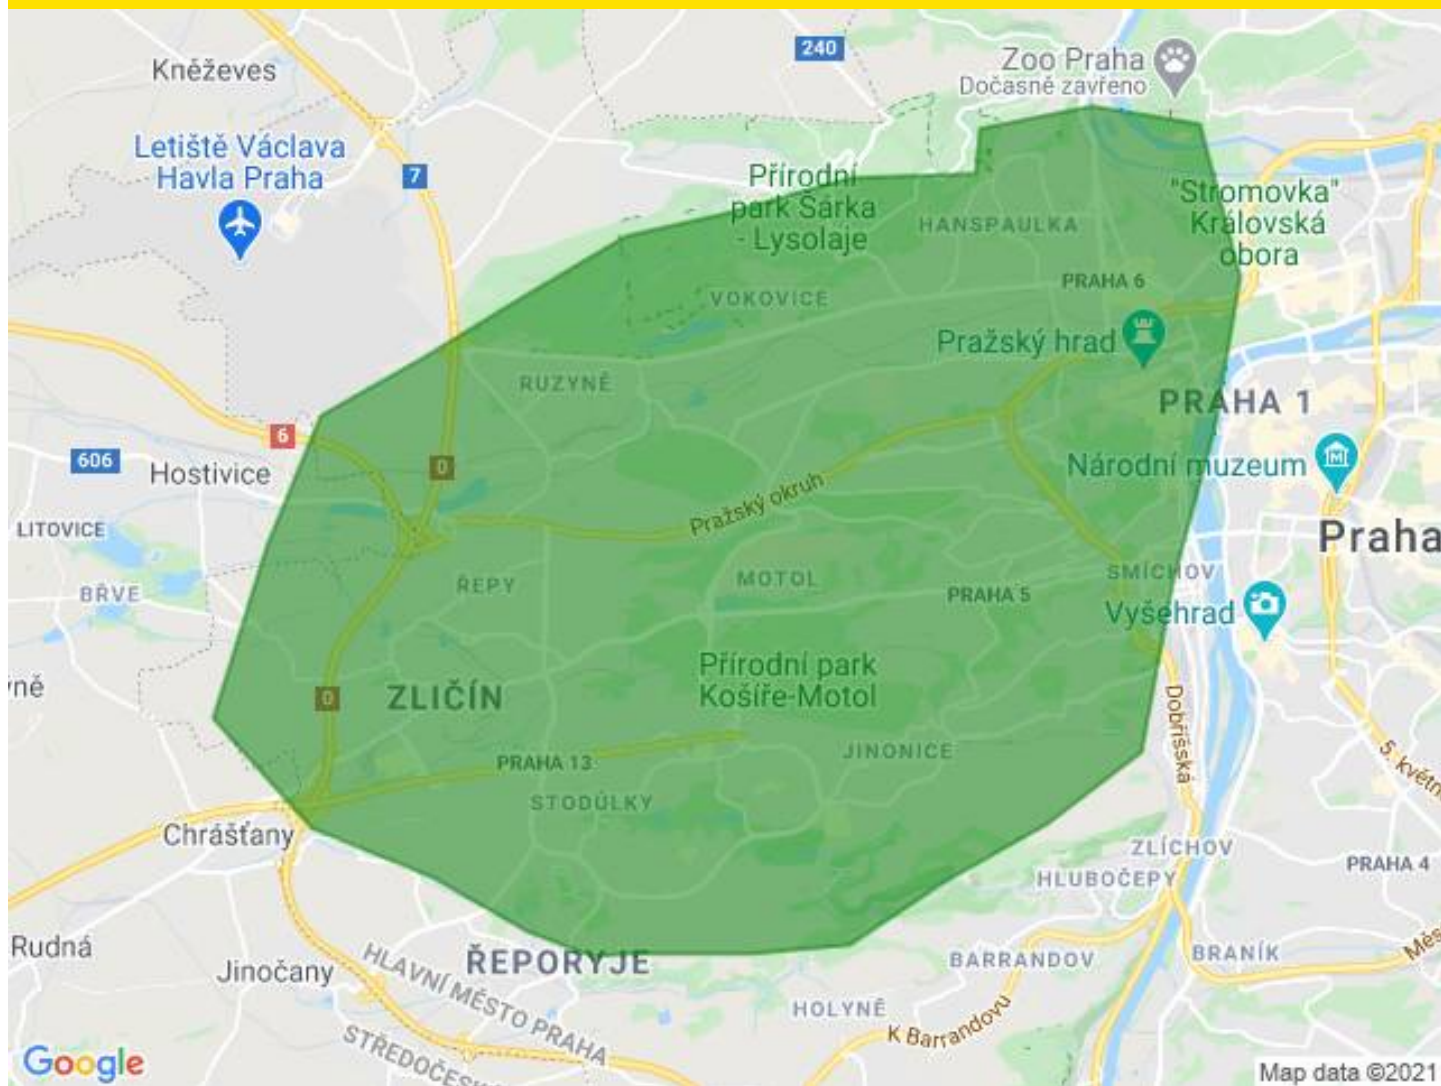 240
Kněževes
Zoo Praha
Dočasně zavřeno
Letiště Václava
Havla Praha
7
Přírodní
park Šárka
- Lysolaje
"Stromovka"
Královská
obora
HANSPAULKA
PRAHA 6
VOKOVICE
Pražský hrad
RUZYNĚ
PRAHA 1
6
606
Hostivice
0
Národní muzeum
Pražský okruh
LITOVICE
Praha
ŘEPY
MOTOL
SMÍCHOV
BŘVE
PRAHA 5
Vyšehrad
yně
ZLIČÍN
0
Přírodní park
Košíře-Motol
Dobříšská
JINONICE
5. květn
PRAHA 13
STODŮLKY
Chrášťany
ZLÍCHOV
PRAHA 4
HLUBOČEPY
Rudná
Jinočany
HLAVNÍ MĚSTO PRAHA
ŘEPORYJE
BARRANDOV
BRANÍK
Měs
HOLYNĚ
K Barrandovu
STŘEDOČESK
Google
Map data ©2021